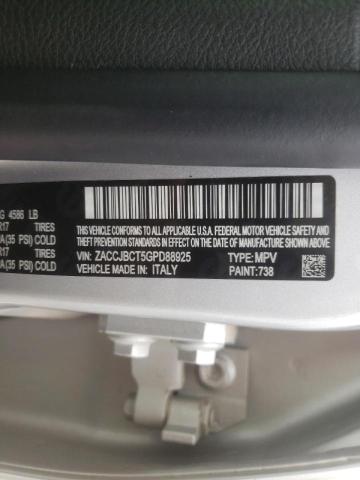 G 4586 LB
R17 TIRES
A(35 PSI) COLD
R17 TIRES
A(35 PSI) COLD
THIS VEHICLE CONFORMS TO ALL APPLICABLE U.S.A. FEDERAL MOTOR VEHICLE
SAFETY, BUMPER, AND THEFT PREVENTION STANDARDS IN EFFECT ON THE
DATE OF MANUFACTURE SHOWN ABOVE.
VIN: ZACCJBCT5GPD88925 TYPE: MPV
MADE IN: ITALY PAINT: 738